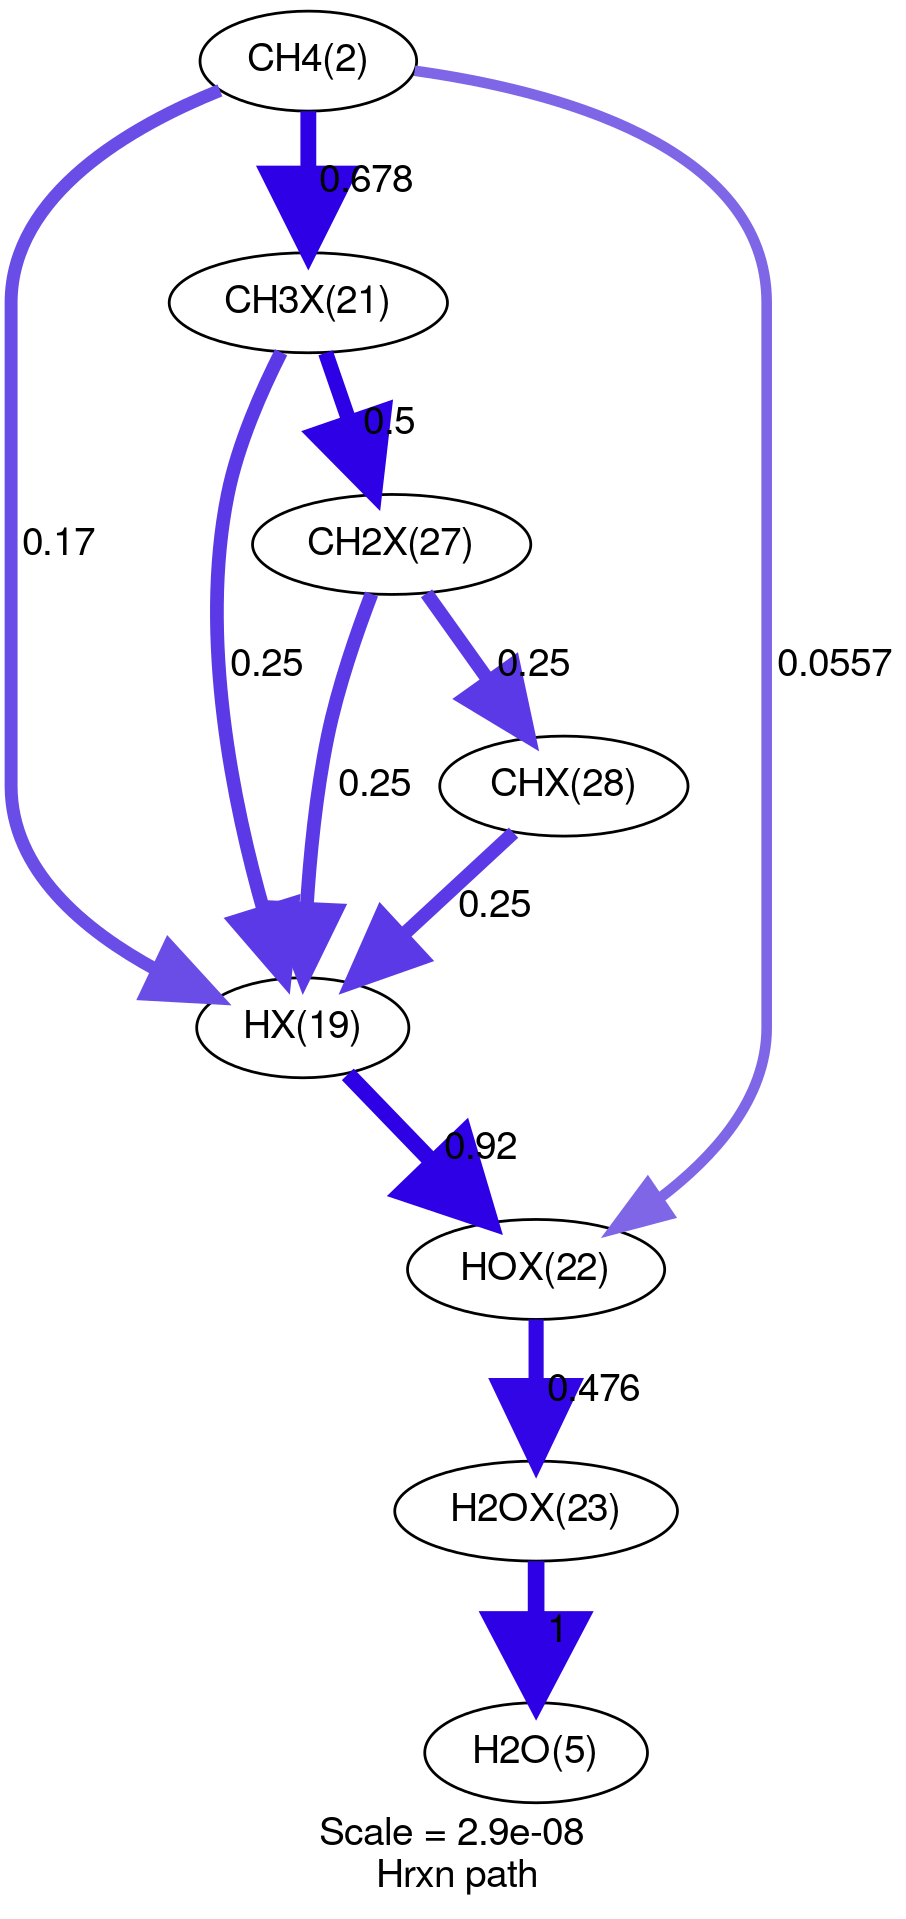 CH4(2)
0.678
CH3X(21)
0.5
0.17
CH2X(27)
0.25
0.25
0.0557
0.25
CHX(28)
0.25
HX(19)
0.92
HOX(22)
0.476
H2OX(23)
1
H2O(5)
Scale = 2.9e-08
Hrxn path